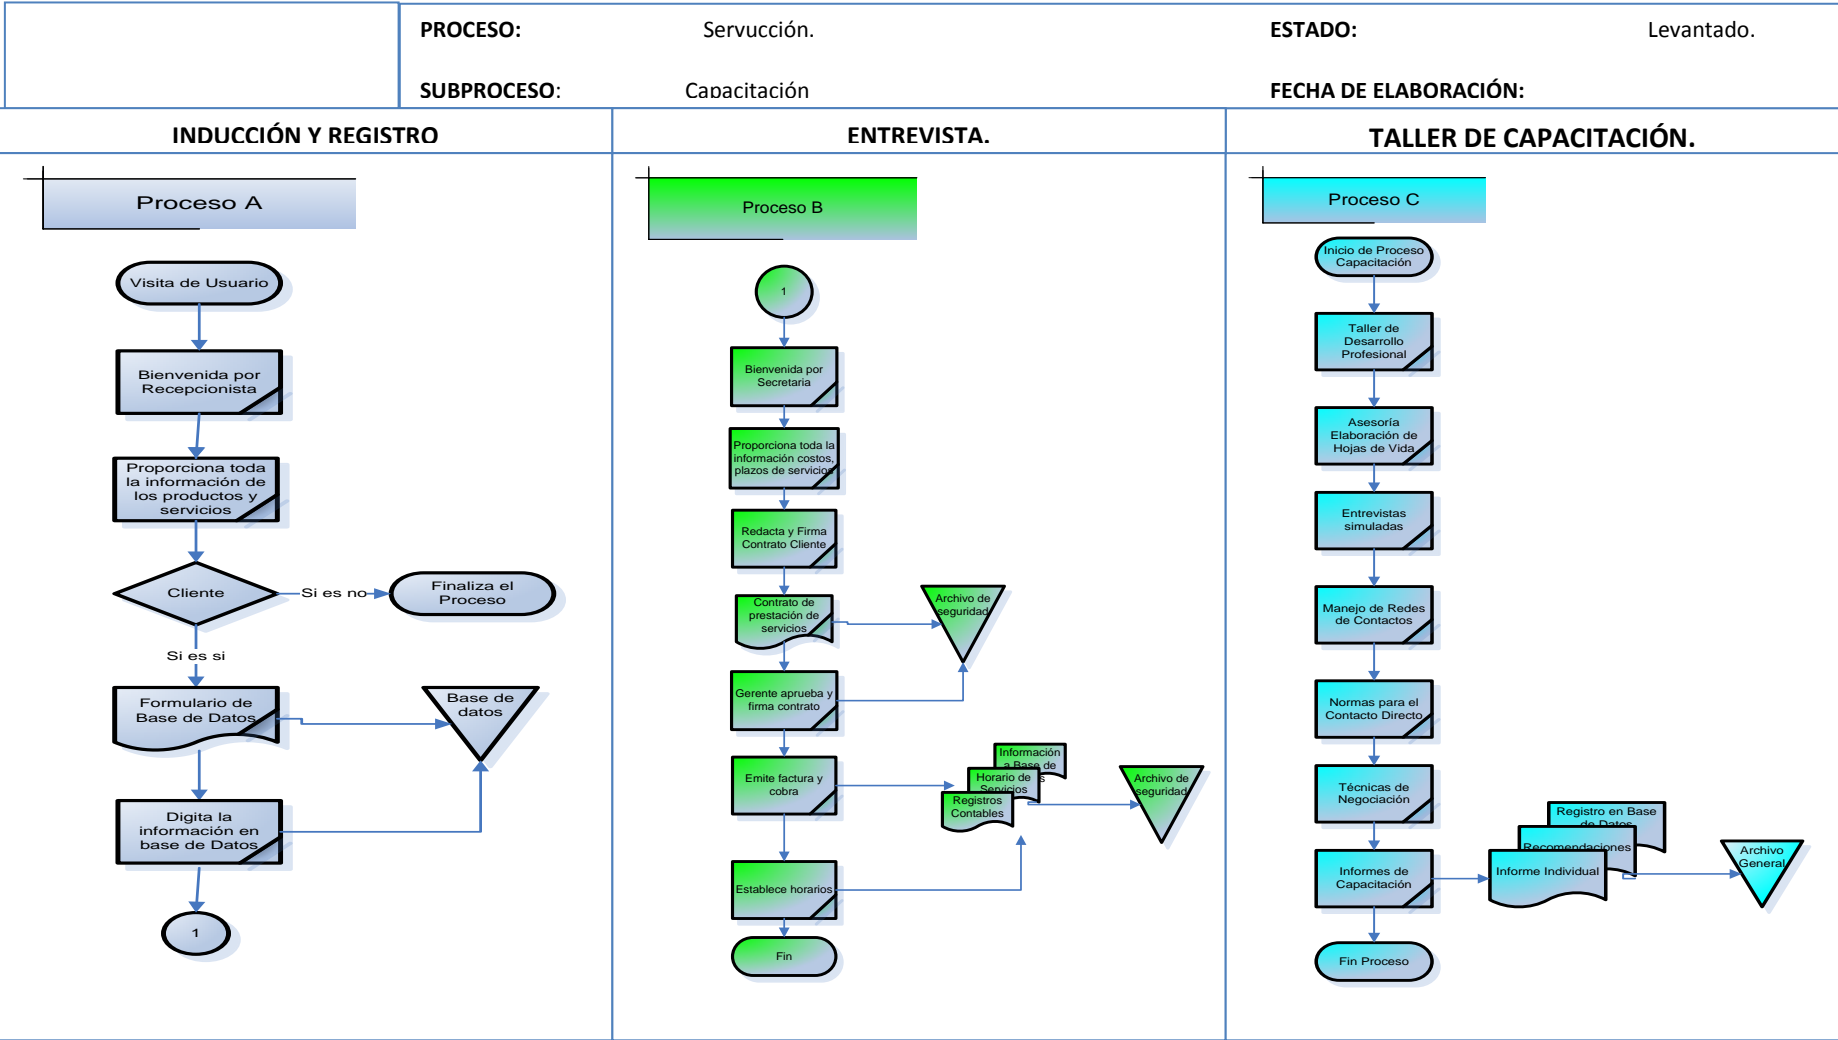 PROCESO: Servucción. ESTADO: Levantado.
SUBPROCESO: Capacitación FECHA DE ELABORACIÓN:
INDUCCIÓN Y REGISTRO
ENTREVISTA.
TALLER DE CAPACITACIÓN.
Proceso A
Visita de Usuario
Bienvenida por
Recepcionista
Proporciona toda
la información de
los productos y
servicios
Cliente
Si es no
Finaliza el
Proceso
Si es si
Formulario de
Base de Datos
Base de
datos
Digita la
información en
base de Datos
1
Proceso B
1
Bienvenida por
Secretaria
Proporciona toda la
información costos,
plazos de servicios
Redacta y Firma
Contrato Cliente
Contrato de
prestación de
servicios
Archivo de
seguridad
Gerente aprueba y
firma contrato
Emite factura y
cobra
Información
a Base de
Horario de
Servicios
Registros
Contables
Archivo de
seguridad
Establece horarios
Fin
Proceso C
Inicio de Proceso
Capacitación
Taller de
Desarrollo
Profesional
Asesoría
Elaboración de
Hojas de Vida
Entrevistas
simuladas
Manejo de Redes
de Contactos
Normas para el
Contacto Directo
Técnicas de
Negociación
Informes de
Capacitación
Registro en Base
de Datos
Recomendaciones
Informe Individual
Archivo
General
Fin Proceso